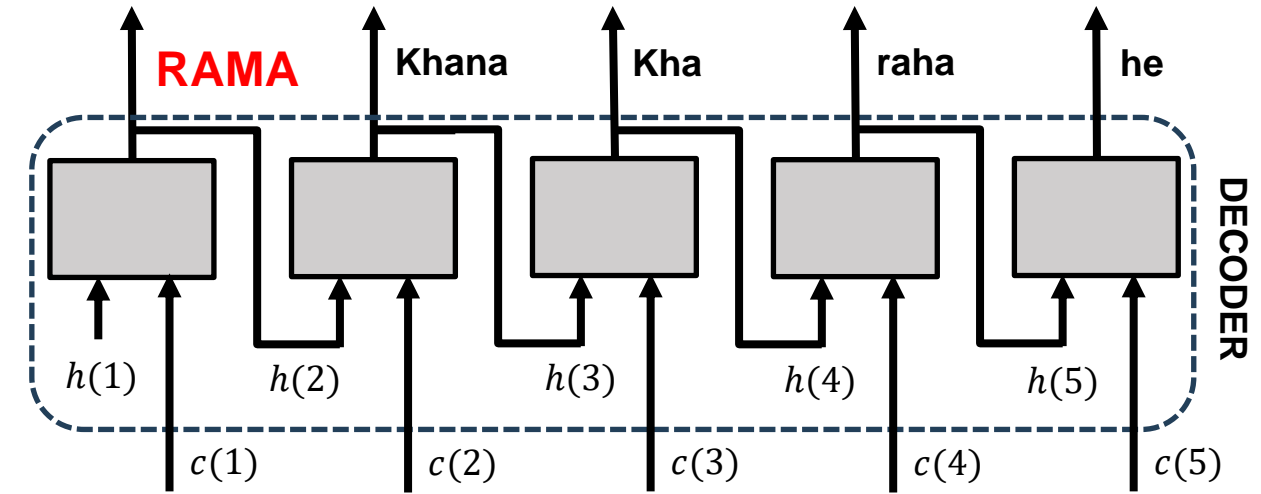 RAMA Khana Kha raha he
DECODER
h(1) h(2) h(3) h(4) h(5)
c(1) c(2) c(3) c(4) c(5)